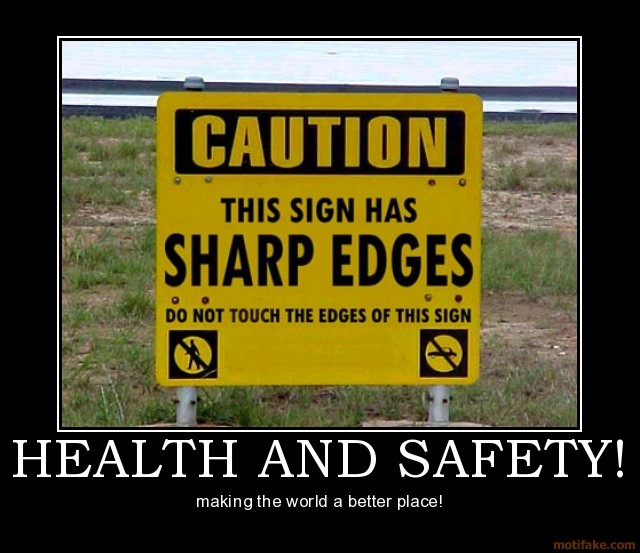 CAUTION
THIS SIGN HAS
SHARP EDGES
DO NOT TOUCH THE EDGES OF THIS SIGN
HEALTH AND SAFETY!
making the world a better place!
motifake.com